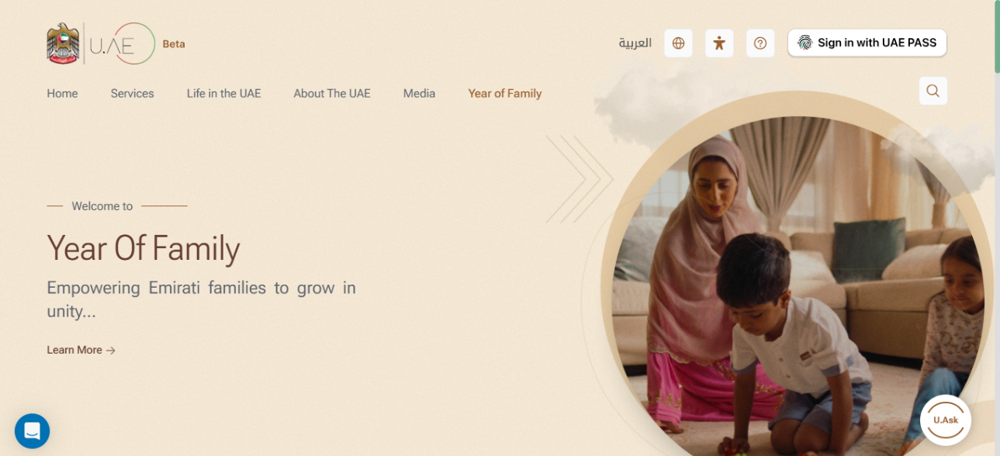 U.AE
Beta
العربية
Sign in with UAE PASS
Home
Services
Life in the UAE
About The UAE
Media
Year of Family
Welcome to
Year Of Family
Empowering Emirati families to grow in
unity...
Learn More
U.Ask